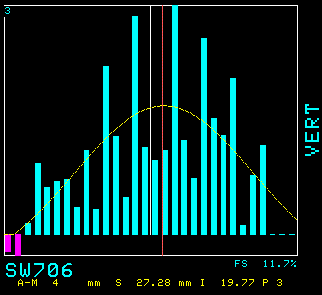 3
VERT
FS 11.7%
SW706
A-M 4 mm S 27.28 mm I 19.77 P 3